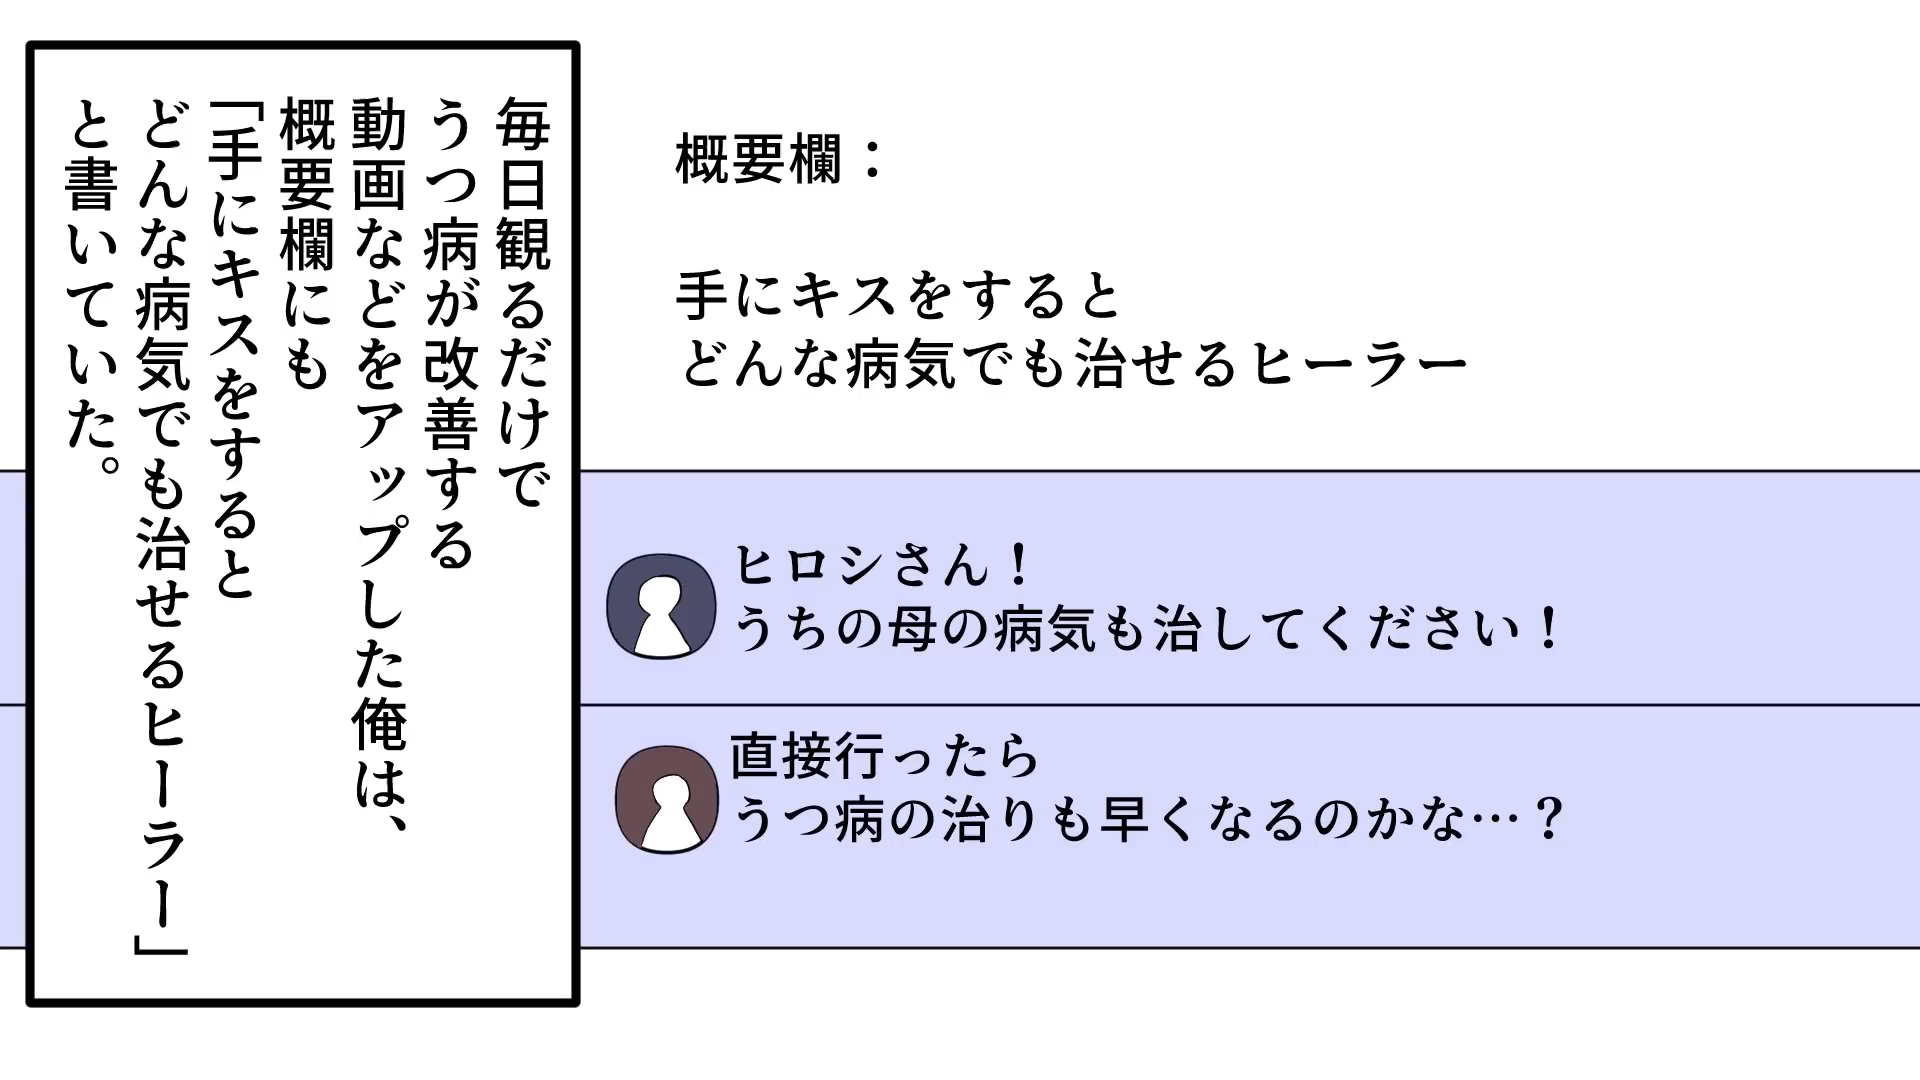 毎日観るだけで
うつ病が改善する
動画などをアップした俺は、
概要欄にも
「手にキスをすると
どんな病気でも治せるヒーラー」
と書いていた。
概要欄：
手にキスをすると
どんな病気でも治せるヒーラー
ヒロシさん！
うちの母の病気も治してください！
直接行ったら
うつ病の治りも早くなるのかな…？